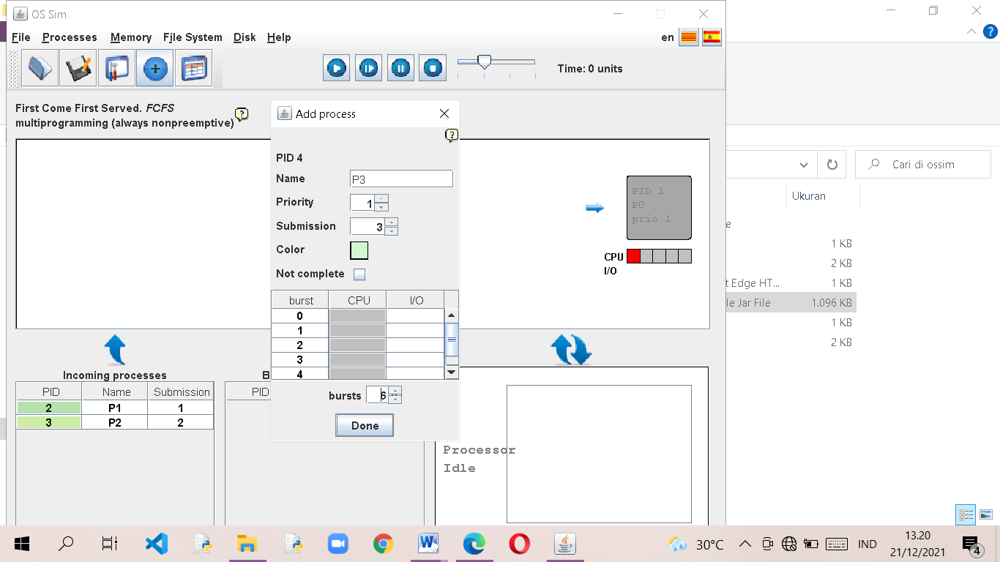 OS Sim
File Processes Memory File System Disk Help
en
Time: 0 units
First Come First Served. FCFS
multiprogramming (always nonpreemptive)
Add process
PID 4
Name P3
Priority 1
Submission 3
Color
Not complete
burst CPU I/O
0
1
2
3
4
bursts 6
Done
PID 1
P0
prio 1
CPU
I/O
Incoming processes
PID Name Submission
2 P1 1
3 P2 2
B
PID
Processor
Idle
Cari di ossim
Ukuran
e
1 KB
2 KB
t Edge HT... 1 KB
le Jar File 1.096 KB
1 KB
2 KB
30°C
IND
13.20
21/12/2021
4